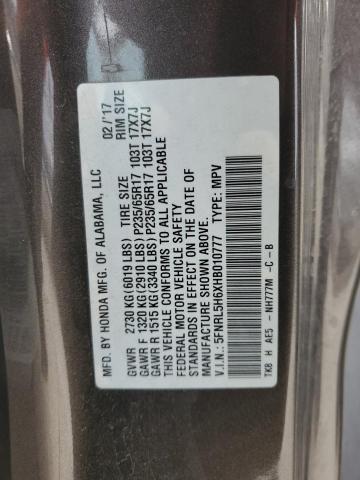 MFD. BY HONDA MFG. OF ALABAMA, LLC 02/'17
TIRE SIZE RIM SIZE
GVWR 2730 KG(6019 LBS)
GAWR F 1320 KG(2910 LBS) P235/65R17 103T 17X7J
GAWR R 1515 KG(3340 LBS) P235/65R17 103T 17X7J
THIS VEHICLE CONFORMS TO ALL APPLICABLE
FEDERAL MOTOR VEHICLE SAFETY
STANDARDS IN EFFECT ON THE DATE OF
MANUFACTURE SHOWN ABOVE.
V.I.N.: 5FNRL5H6XHB010777 TYPE: MPV
TK8 H AE5 - NH777M -C-B